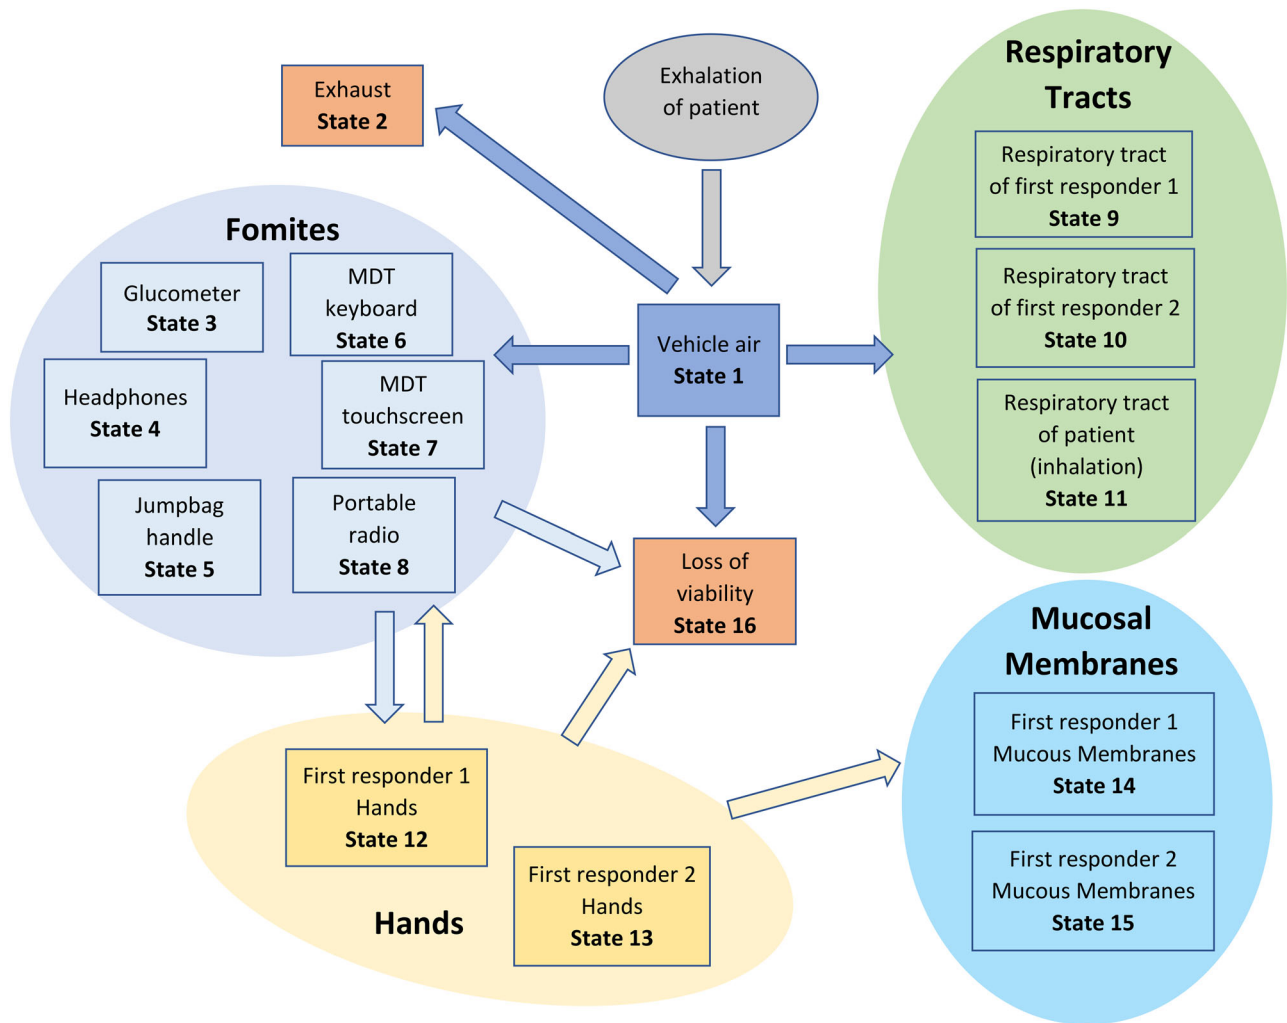 Exhaust
State 2
Exhalation
of patient
Respiratory
Tracts
Respiratory tract
of first responder 1
State 9
Respiratory tract
of first responder 2
State 10
Respiratory tract
of patient
(inhalation)
State 11
Fomites
Glucometer
State 3
MDT
keyboard
State 6
Headphones
State 4
MDT
touchscreen
State 7
Jumpbag
handle
State 5
Portable
radio
State 8
Vehicle air
State 1
Loss of
viability
State 16
Mucosal
Membranes
First responder 1
Mucous Membranes
State 14
First responder 2
Mucous Membranes
State 15
First responder 1
Hands
State 12
First responder 2
Hands
State 13
Hands